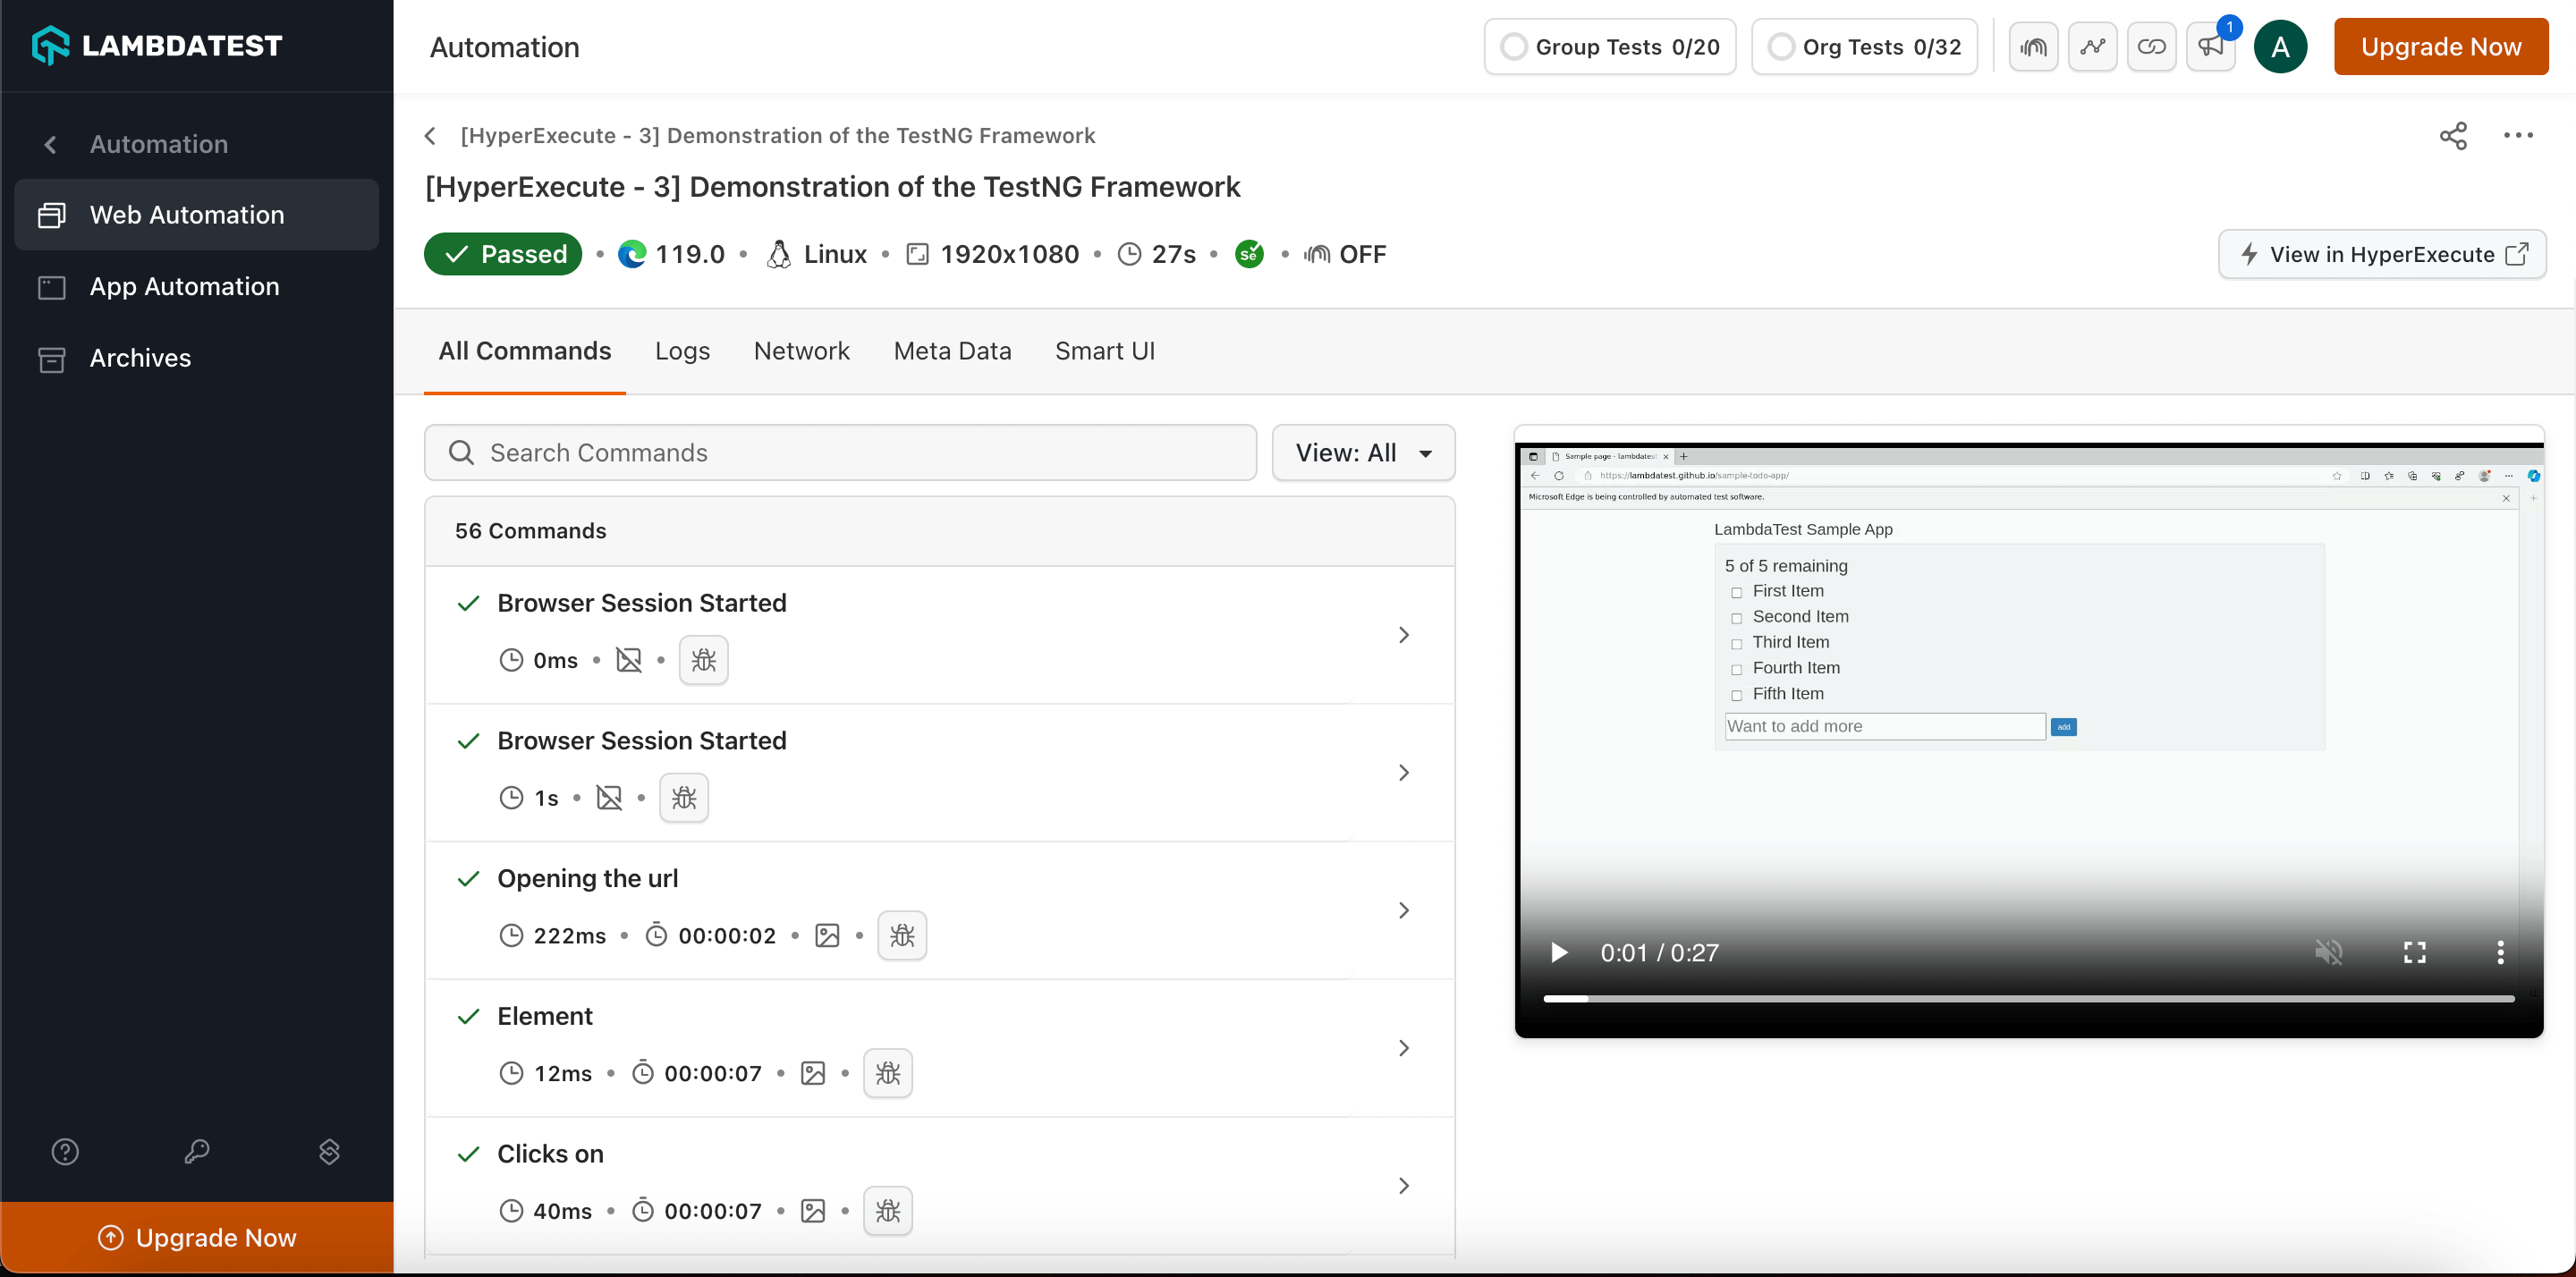 LAMBDATEST
Automation
Web Automation
App Automation
Archives
Upgrade Now
Automation
Group Tests 0/20
Org Tests 0/32
1
A
Upgrade Now
[HyperExecute - 3] Demonstration of the TestNG Framework
[HyperExecute - 3] Demonstration of the TestNG Framework
Passed • 119.0 • Linux • 1920x1080 • 27s • Se • OFF
View in HyperExecute
All Commands Logs Network Meta Data Smart UI
Search Commands
View: All
56 Commands
Browser Session Started
0ms
Browser Session Started
1s
Opening the url
222ms • 00:00:02
Element
12ms • 00:00:07
Clicks on
40ms • 00:00:07
Sample page - lambdatest
https://lambdatest.github.io/sample-todo-app/
Microsoft Edge is being controlled by automated test software.
LambdaTest Sample App
5 of 5 remaining
First Item
Second Item
Third Item
Fourth Item
Fifth Item
Want to add more
add
0:01 / 0:27